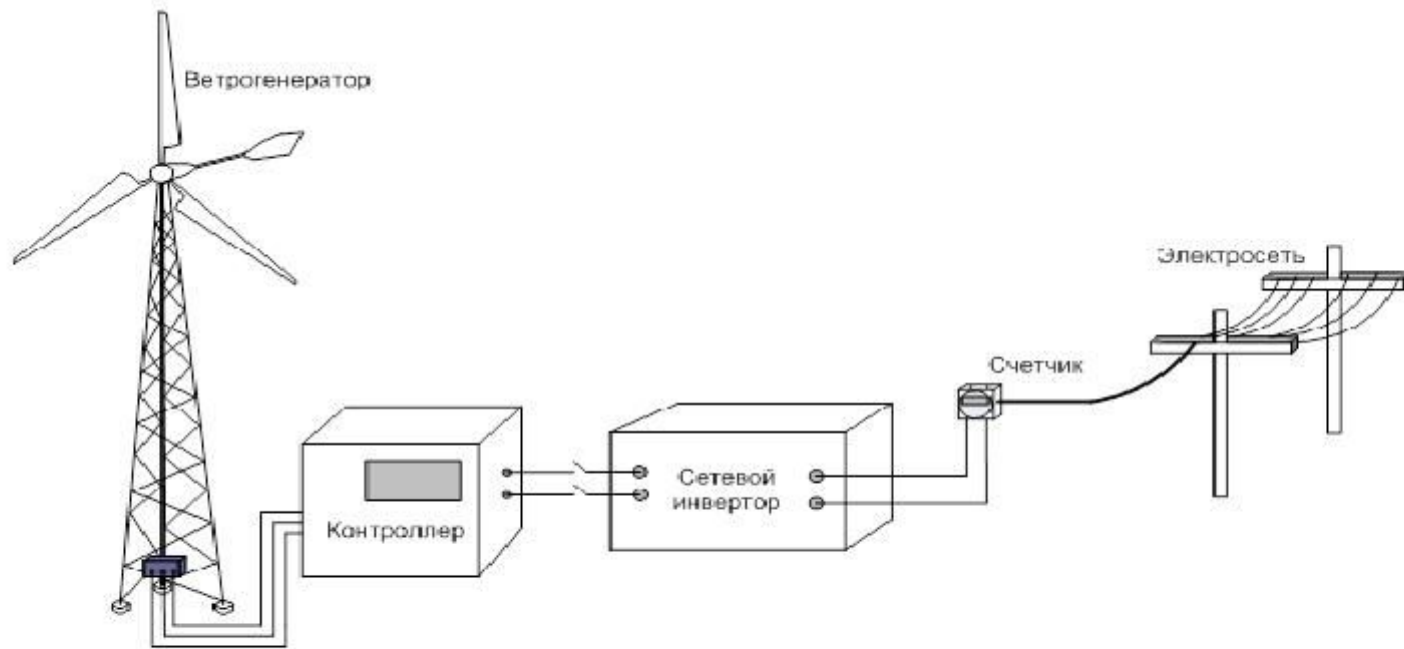 Ветрогенератор
Электросеть
Счетчик
Сетевой
инвертор
Контроллер